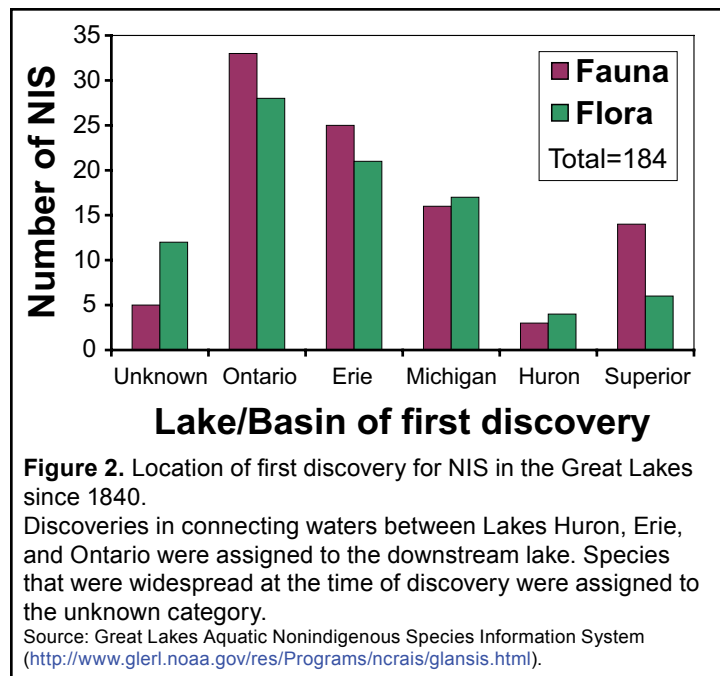 35
30
25
20
15
10
5
0
Number of NIS
Fauna
Flora
Total=184
Unknown Ontario Erie Michigan Huron Superior
Lake/Basin of first discovery
Figure 2. Location of first discovery for NIS in the Great Lakes
since 1840.
Discoveries in connecting waters between Lakes Huron, Erie,
and Ontario were assigned to the downstream lake. Species
that were widespread at the time of discovery were assigned to
the unknown category.
Source: Great Lakes Aquatic Nonindigenous Species Information System
(http://www.glerl.noaa.gov/res/Programs/ncrais/glansis.html).